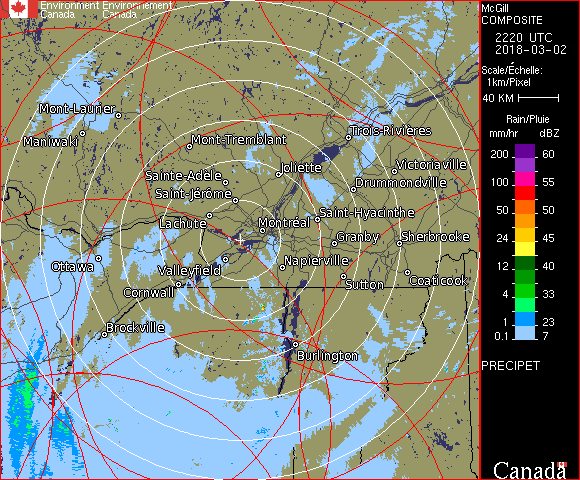 Environment Environnement
Canada Canada
McGill
COMPOSITE
2220 UTC
2018-03-02
Scale/Échelle:
1km/Pixel
40 KM
Rain/Pluie
mm/hr dBZ
200 60
160
100 55
50 50
24 45
12 40
4 33
1 23
0.1 7
PRECIPET
Canada
Mont-Laurier
Maniwaki
Mont-Tremblant
Trois-Rivières
Sainte-Adèle
Joliette
Victoriaville
Saint-Jérôme
Drummondville
Lachute
Montréal
Saint-Hyacinthe
Granby
Sherbrooke
Ottawa
Valleyfield
Napierville
Cornwall
Sutton
Coaticook
Brockville
Burlington